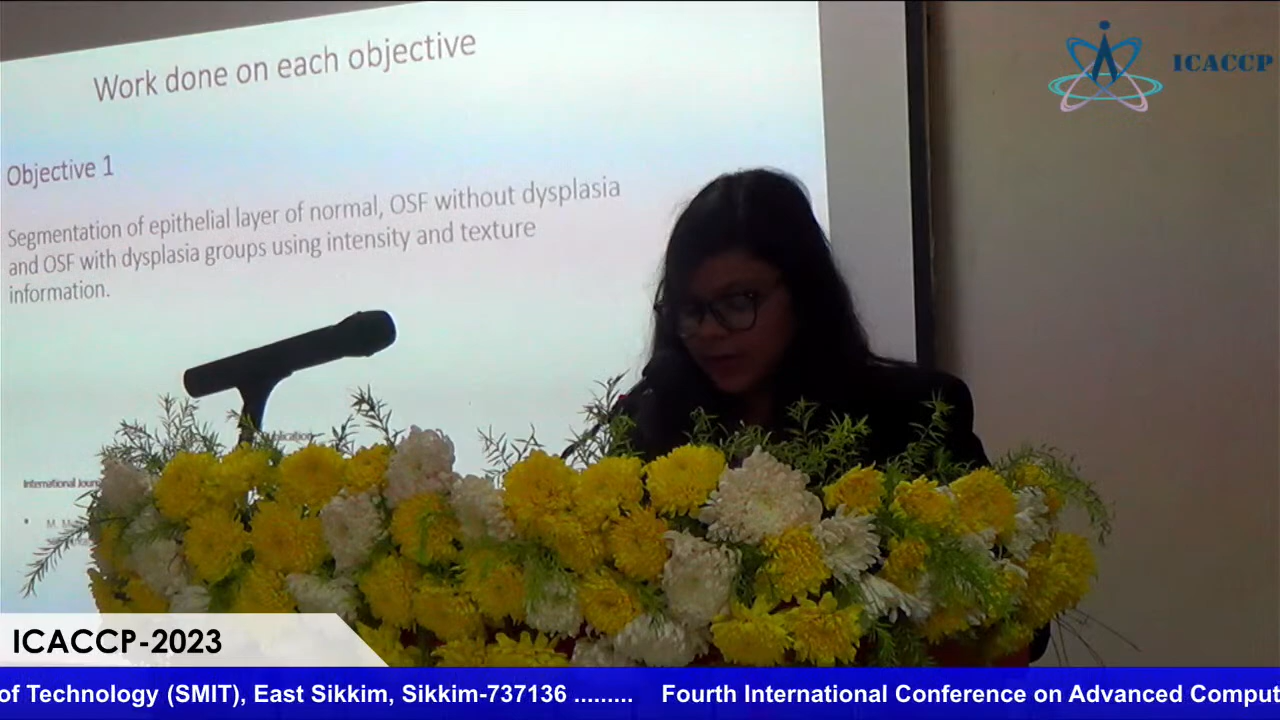 ICACCP
Work done on each objective
Objective 1
Segmentation of epithelial layer of normal, OSF without dysplasia
and OSF with dysplasia groups using intensity and texture
information.
International
ICACCP-2023
of Technology (SMIT), East Sikkim, Sikkim-737136 ......... Fourth International Conference on Advanced Comput